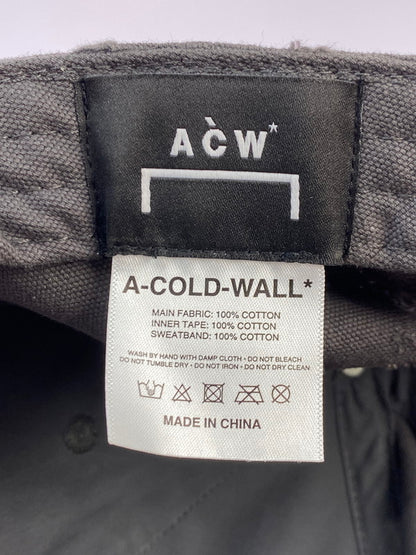 ACW*
A-COLD-WALL*
MAIN FABRIC: 100% COTTON
INNER TAPE: 100% COTTON
SWEATBAND: 100% COTTON
WASH BY HAND WITH DAMP CLOTH • DO NOT BLEACH
DO NOT TUMBLE DRY • DO NOT IRON • DO NOT DRY CLEAN
MADE IN CHINA